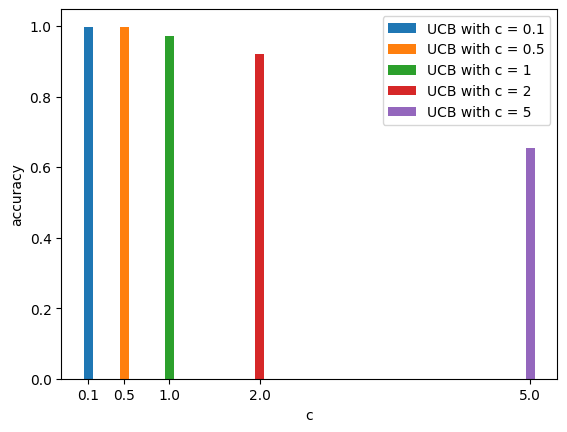 1.0
0.8
0.6
0.4
0.2
0.0
accuracy
UCB with c = 0.1
UCB with c = 0.5
UCB with c = 1
UCB with c = 2
UCB with c = 5
0.1 0.5 1.0 2.0 5.0
c